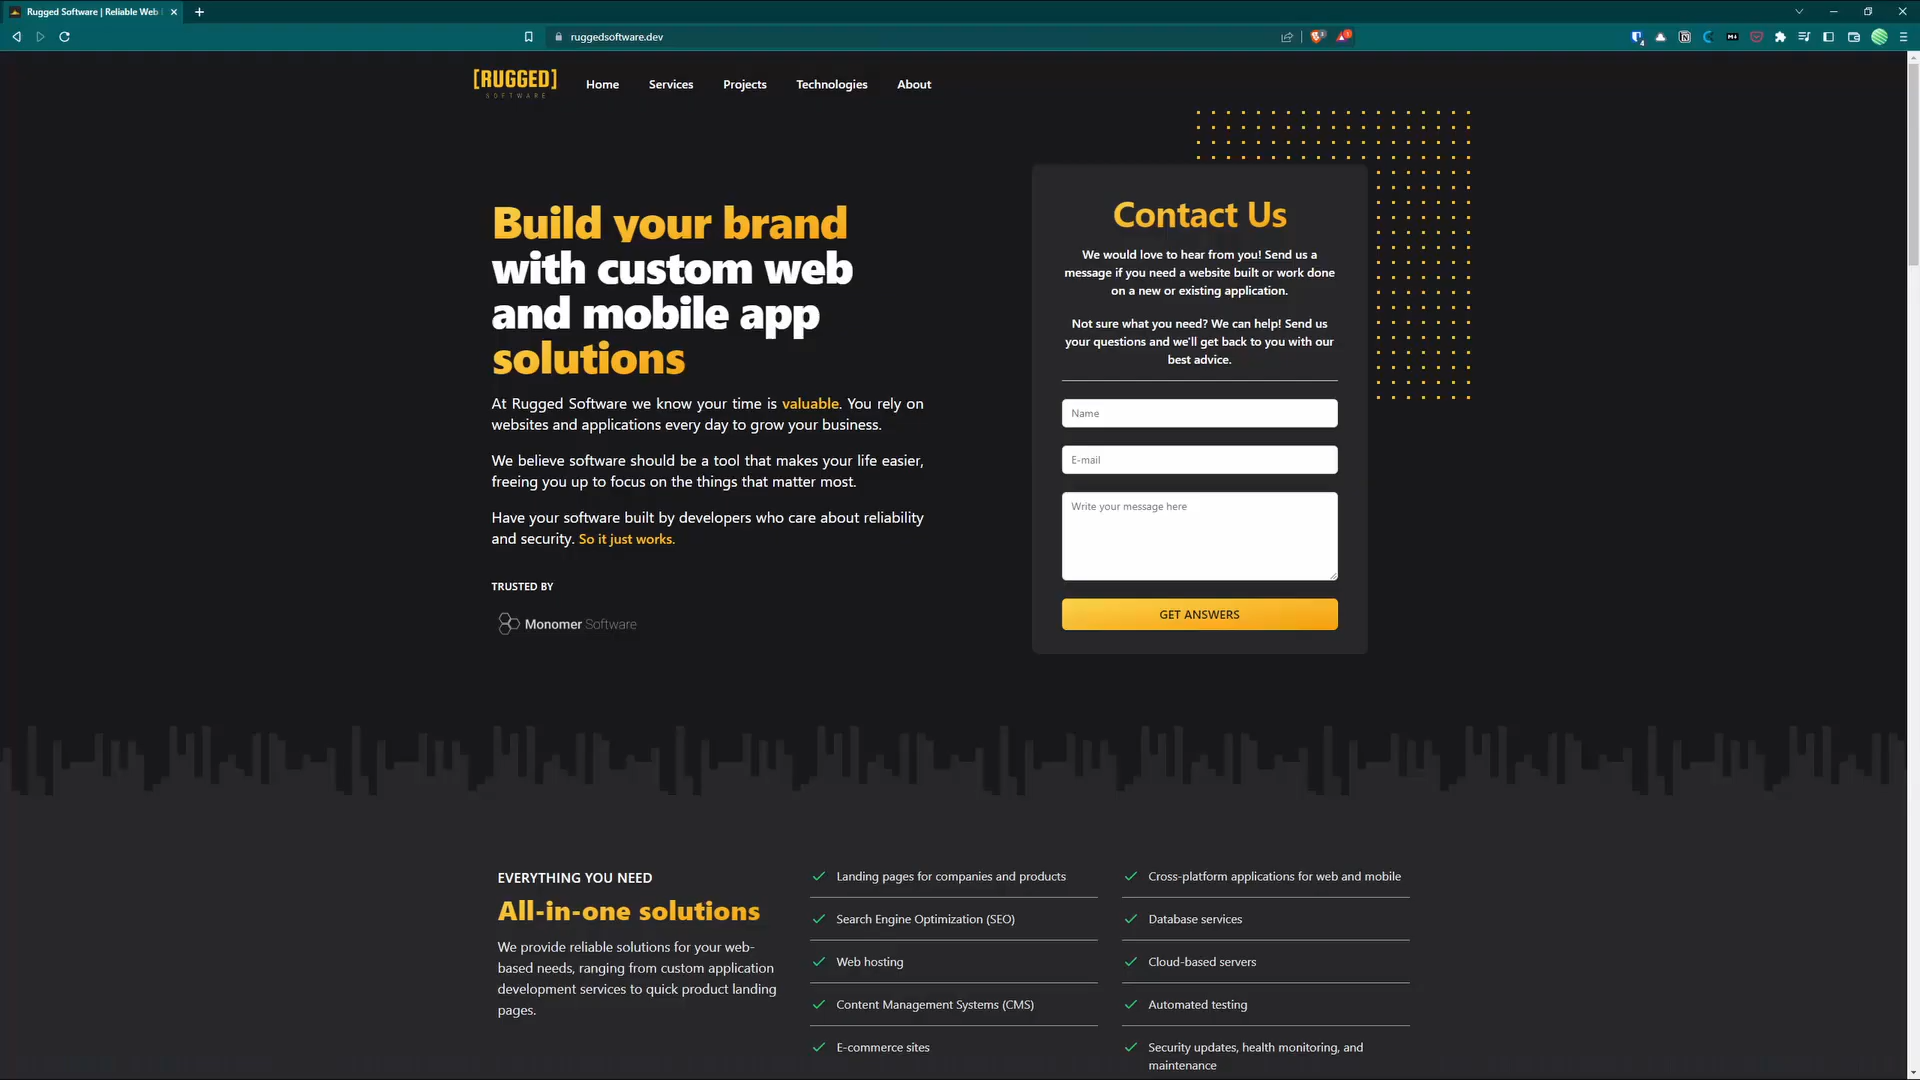 Rugged Software | Reliable Web
ruggedsoftware.dev
[RUGGED]
SOFTWARE
Home
Services
Projects
Technologies
About
Build your brand
with custom web
and mobile app
solutions
At Rugged Software we know your time is valuable. You rely on
websites and applications every day to grow your business.
We believe software should be a tool that makes your life easier,
freeing you up to focus on the things that matter most.
Have your software built by developers who care about reliability
and security. So it just works.
TRUSTED BY
Monomer Software
Contact Us
We would love to hear from you! Send us a
message if you need a website built or work done
on a new or existing application.
Not sure what you need? We can help! Send us
your questions and we'll get back to you with our
best advice.
Name
E-mail
Write your message here
GET ANSWERS
EVERYTHING YOU NEED
All-in-one solutions
We provide reliable solutions for your web-
based needs, ranging from custom application
development services to quick product landing
pages.
Landing pages for companies and products
Search Engine Optimization (SEO)
Web hosting
Content Management Systems (CMS)
E-commerce sites
Cross-platform applications for web and mobile
Database services
Cloud-based servers
Automated testing
Security updates, health monitoring, and
maintenance